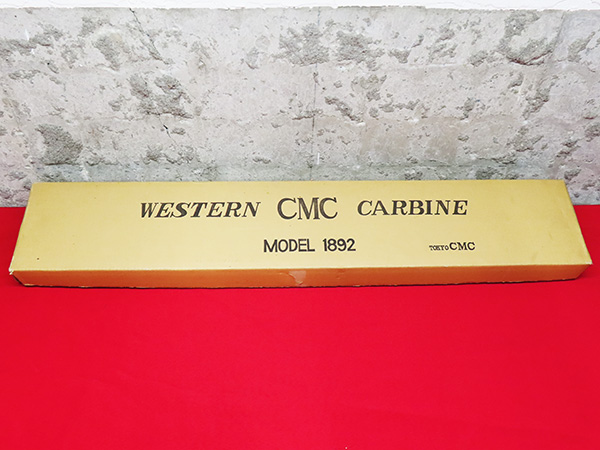 WESTERN CMC CARBINE
MODEL 1892
TOKYO CMC